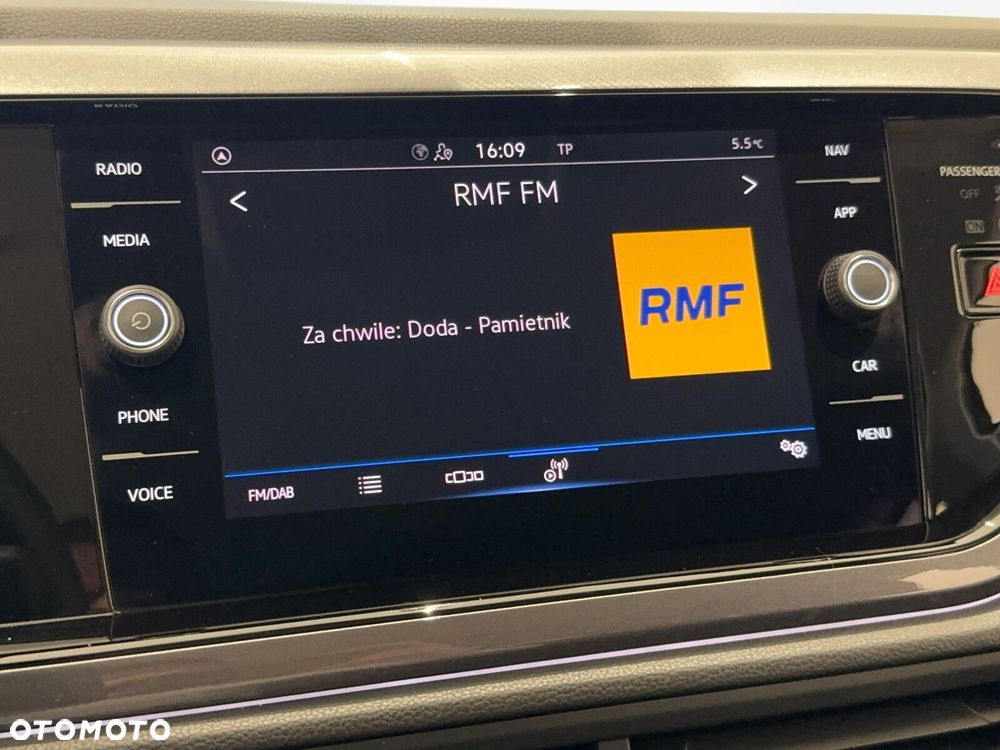 RADIO
MEDIA
PHONE
VOICE
16:09 TP 5.5°C
< RMF FM >
Za chwile: Doda - Pamietnik
RMF
FM/DAB
NAV
APP
CAR
MENU
PASSENGER
OFF
ON
OTOMOTO